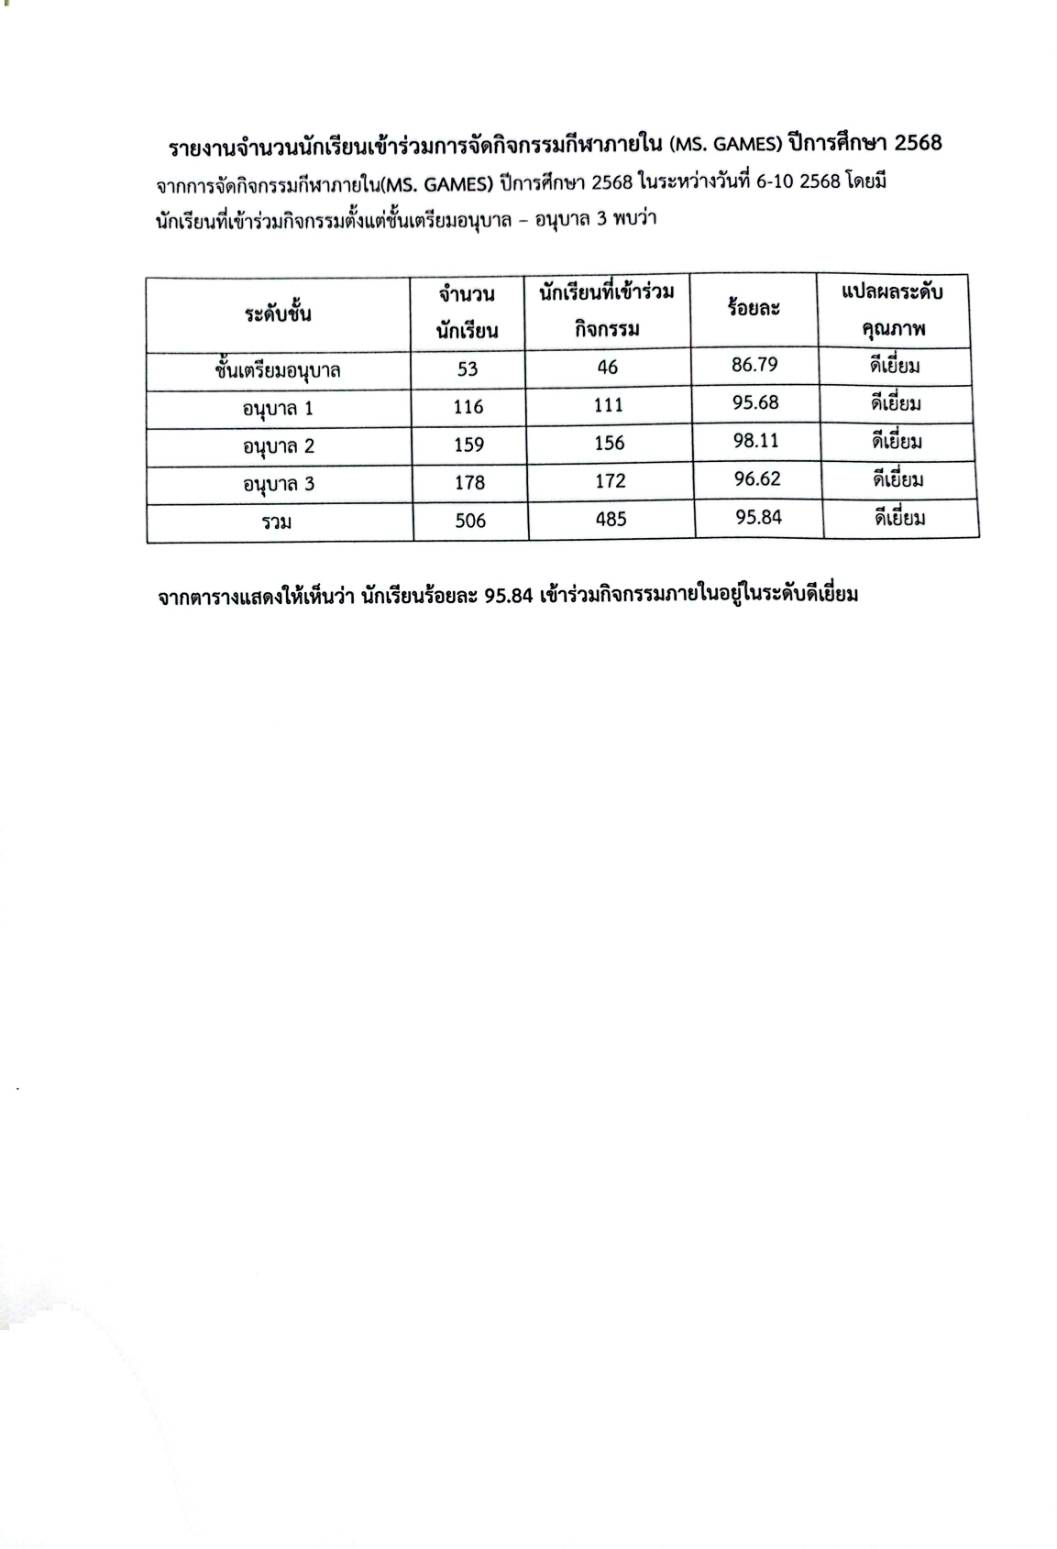 รายงานจำนวนนักเรียนเข้าร่วมการจัดกิจกรรมกีฬาภายใน (MS. GAMES) ปีการศึกษา 2568
จากการจัดกิจกรรมกีฬาภายใน(MS. GAMES) ปีการศึกษา 2568 ในระหว่างวันที่ 6-10 2568 โดยมี
นักเรียนที่เข้าร่วมกิจกรรมตั้งแต่ชั้นเตรียมอนุบาล – อนุบาล 3 พบว่า
ระดับชั้น จำนวนนักเรียน นักเรียนที่เข้าร่วมกิจกรรม ร้อยละ แปลผลระดับคุณภาพ
ชั้นเตรียมอนุบาล 53 46 86.79 ดีเยี่ยม
อนุบาล 1 116 111 95.68 ดีเยี่ยม
อนุบาล 2 159 156 98.11 ดีเยี่ยม
อนุบาล 3 178 172 96.62 ดีเยี่ยม
รวม 506 485 95.84 ดีเยี่ยม
จากตารางแสดงให้เห็นว่า นักเรียนร้อยละ 95.84 เข้าร่วมกิจกรรมภายในอยู่ในระดับดีเยี่ยม